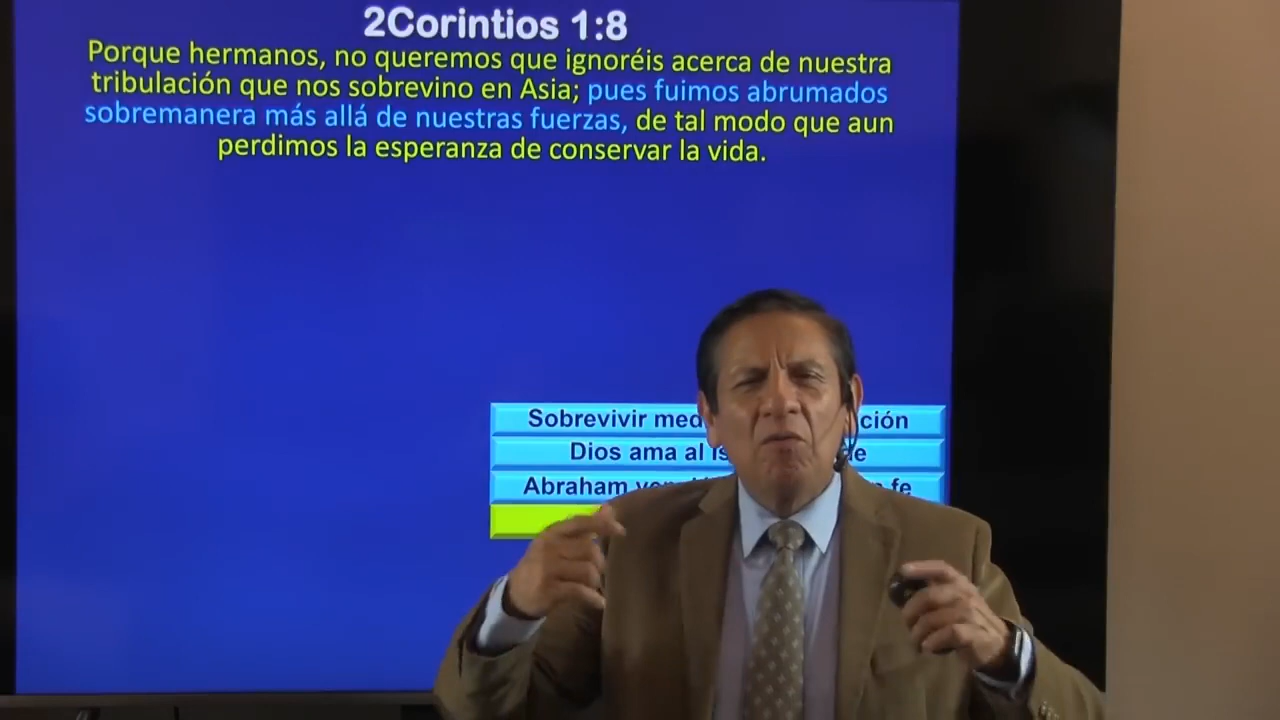 2Corintios 1:8
Porque hermanos, no queremos que ignoréis acerca de nuestra
tribulación que nos sobrevino en Asia; pues fuimos abrumados
sobremanera más allá de nuestras fuerzas, de tal modo que aun
perdimos la esperanza de conservar la vida.
Sobrevivir med ción
Dios ama al
Abraham fe